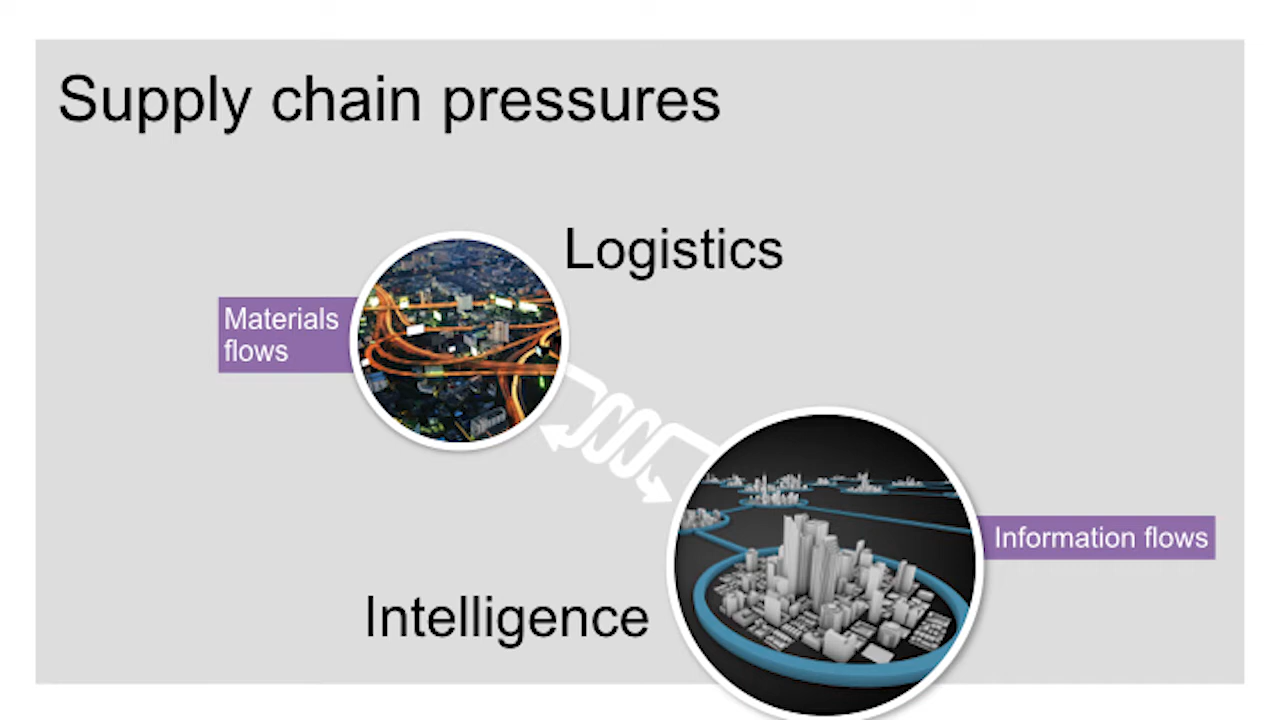 Supply chain pressures
Logistics
Materials
flows
Information flows
Intelligence